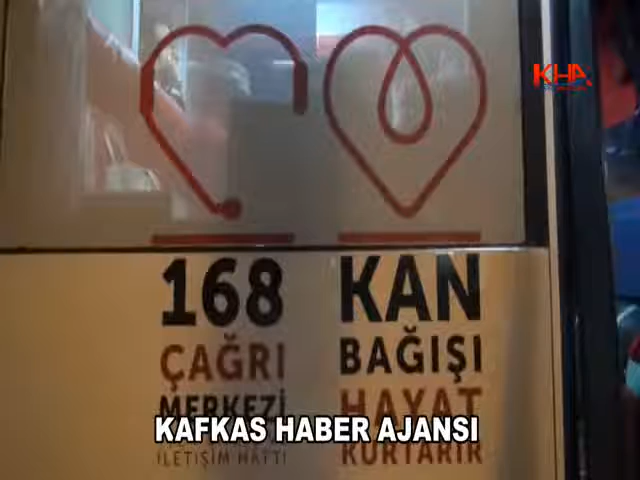 KHA
168
ÇAĞRI
MERKEZİ
İLETİŞİM HATTI
KAN
BAĞIŞI
HAYAT
KURTARIR
KAFKAS HABER AJANSI